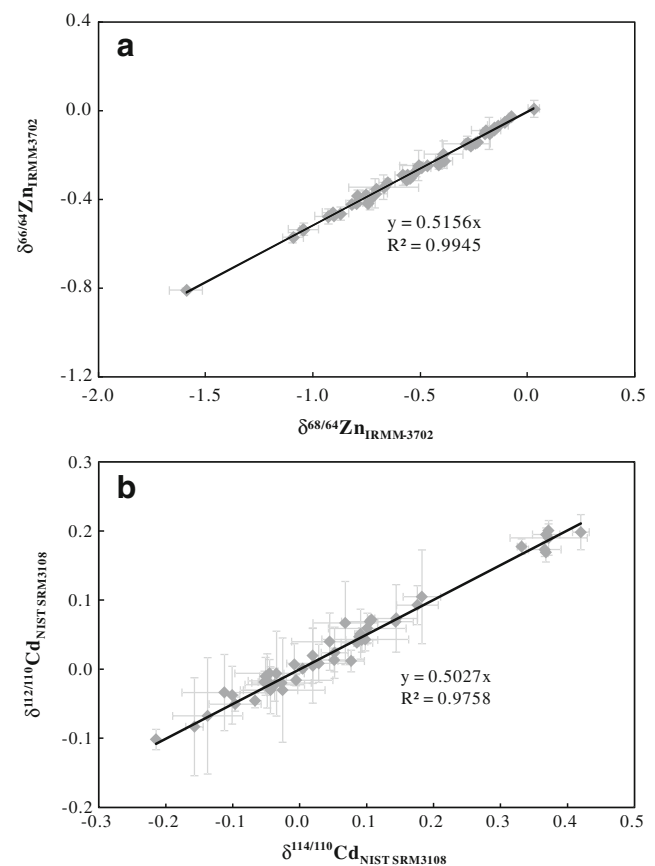 a
0.4
0.0
-0.4
-0.8
-1.2
δ66/64ZnIRMM-3702
y = 0.5156x
R² = 0.9945
-2.0 -1.5 -1.0 -0.5 0.0 0.5
δ68/64ZnIRMM-3702
b
0.3
0.2
0.1
0.0
-0.1
-0.2
δ112/110CdNIST SRM3108
y = 0.5027x
R² = 0.9758
-0.3 -0.2 -0.1 0.0 0.1 0.2 0.3 0.4 0.5
δ114/110CdNIST SRM3108